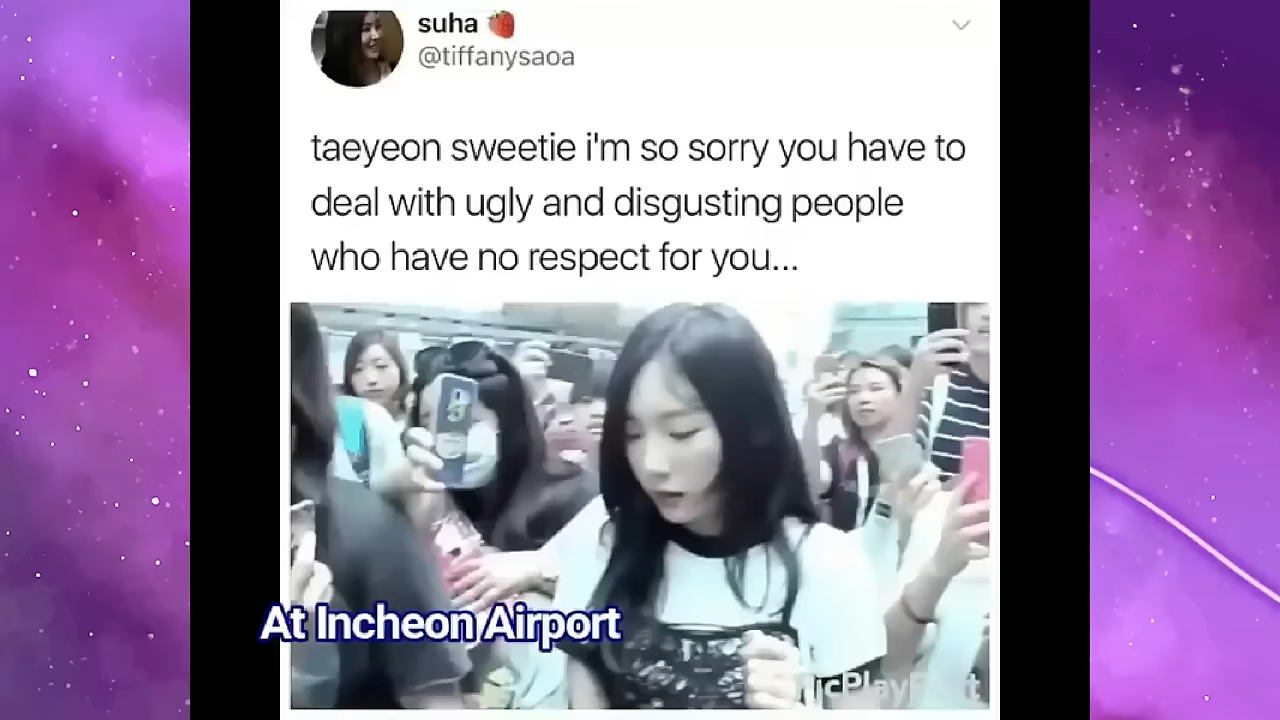 suha 🍓
@tiffanysaoa
taeyeon sweetie i'm so sorry you have to
deal with ugly and disgusting people
who have no respect for you...
At Incheon Airport